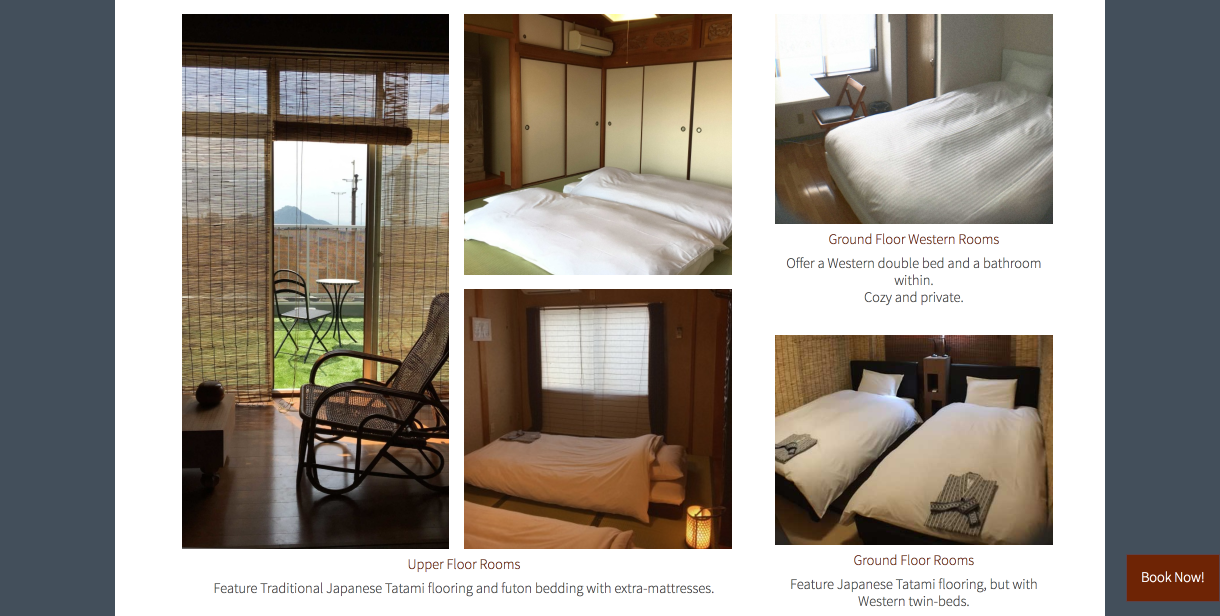 Upper Floor Rooms
Feature Traditional Japanese Tatami flooring and futon bedding with extra-mattresses.
Ground Floor Western Rooms
Offer a Western double bed and a bathroom
within.
Cozy and private.
Ground Floor Rooms
Feature Japanese Tatami flooring, but with
Western twin-beds.
Book Now!